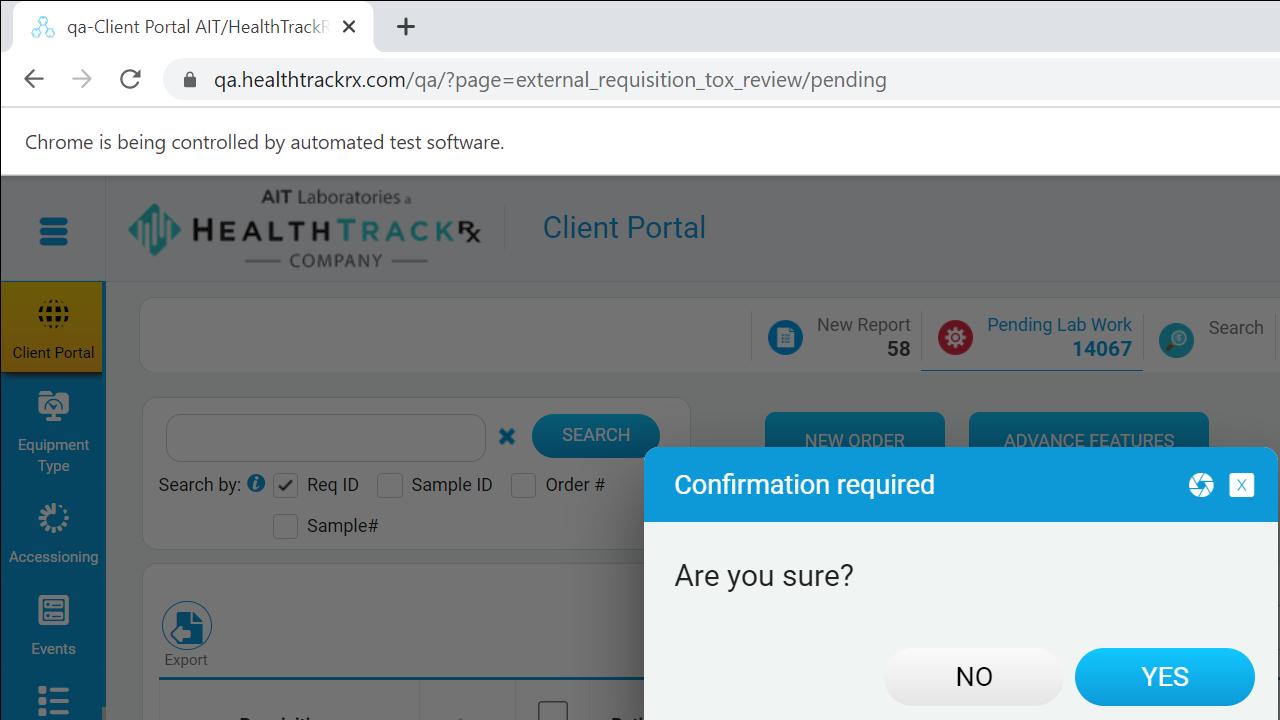 qa-Client Portal AIT/HealthTrackR
qa.healthtrackrx.com/qa/?page=external_requisition_tox_review/pending
Chrome is being controlled by automated test software.
AIT Laboratories a
HEALTHTRACKRx
COMPANY
Client Portal
Client Portal
New Report
58
Pending Lab Work
14067
Search
Equipment
Type
SEARCH
NEW ORDER
ADVANCE FEATURES
Search by:
Req ID
Sample ID
Order #
Sample#
Accessioning
Events
Export
Confirmation required
X
Are you sure?
NO
YES